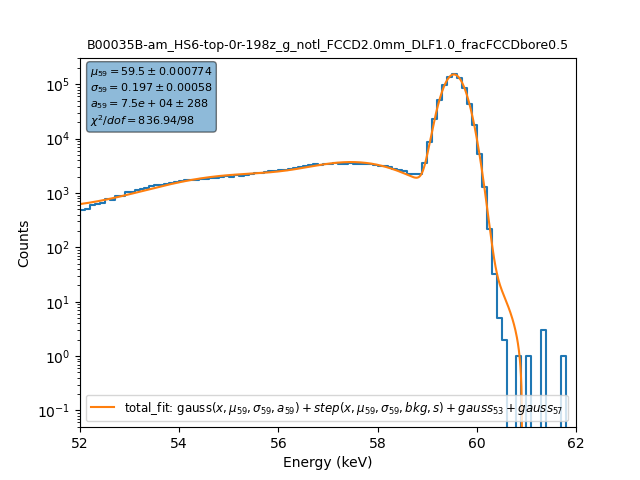 B00035B-am_HS6-top-0r-198z_g_notl_FCCD2.0mm_DLF1.0_fracFCCDbore0.5
μ₅₉ = 59.5 ± 0.000774
σ₅₉ = 0.197 ± 0.00058
a₅₉ = 7.5e + 04 ± 288
χ²/dof = 836.94/98
Counts
10⁵
10⁴
10³
10²
10¹
10⁰
10⁻¹
total_fit: gauss(x, μ₅₉, σ₅₉, a₅₉) + step(x, μ₅₉, σ₅₉, bkg, s) + gauss₅₃ + gauss₅₇
52 54 56 58 60 62
Energy (keV)